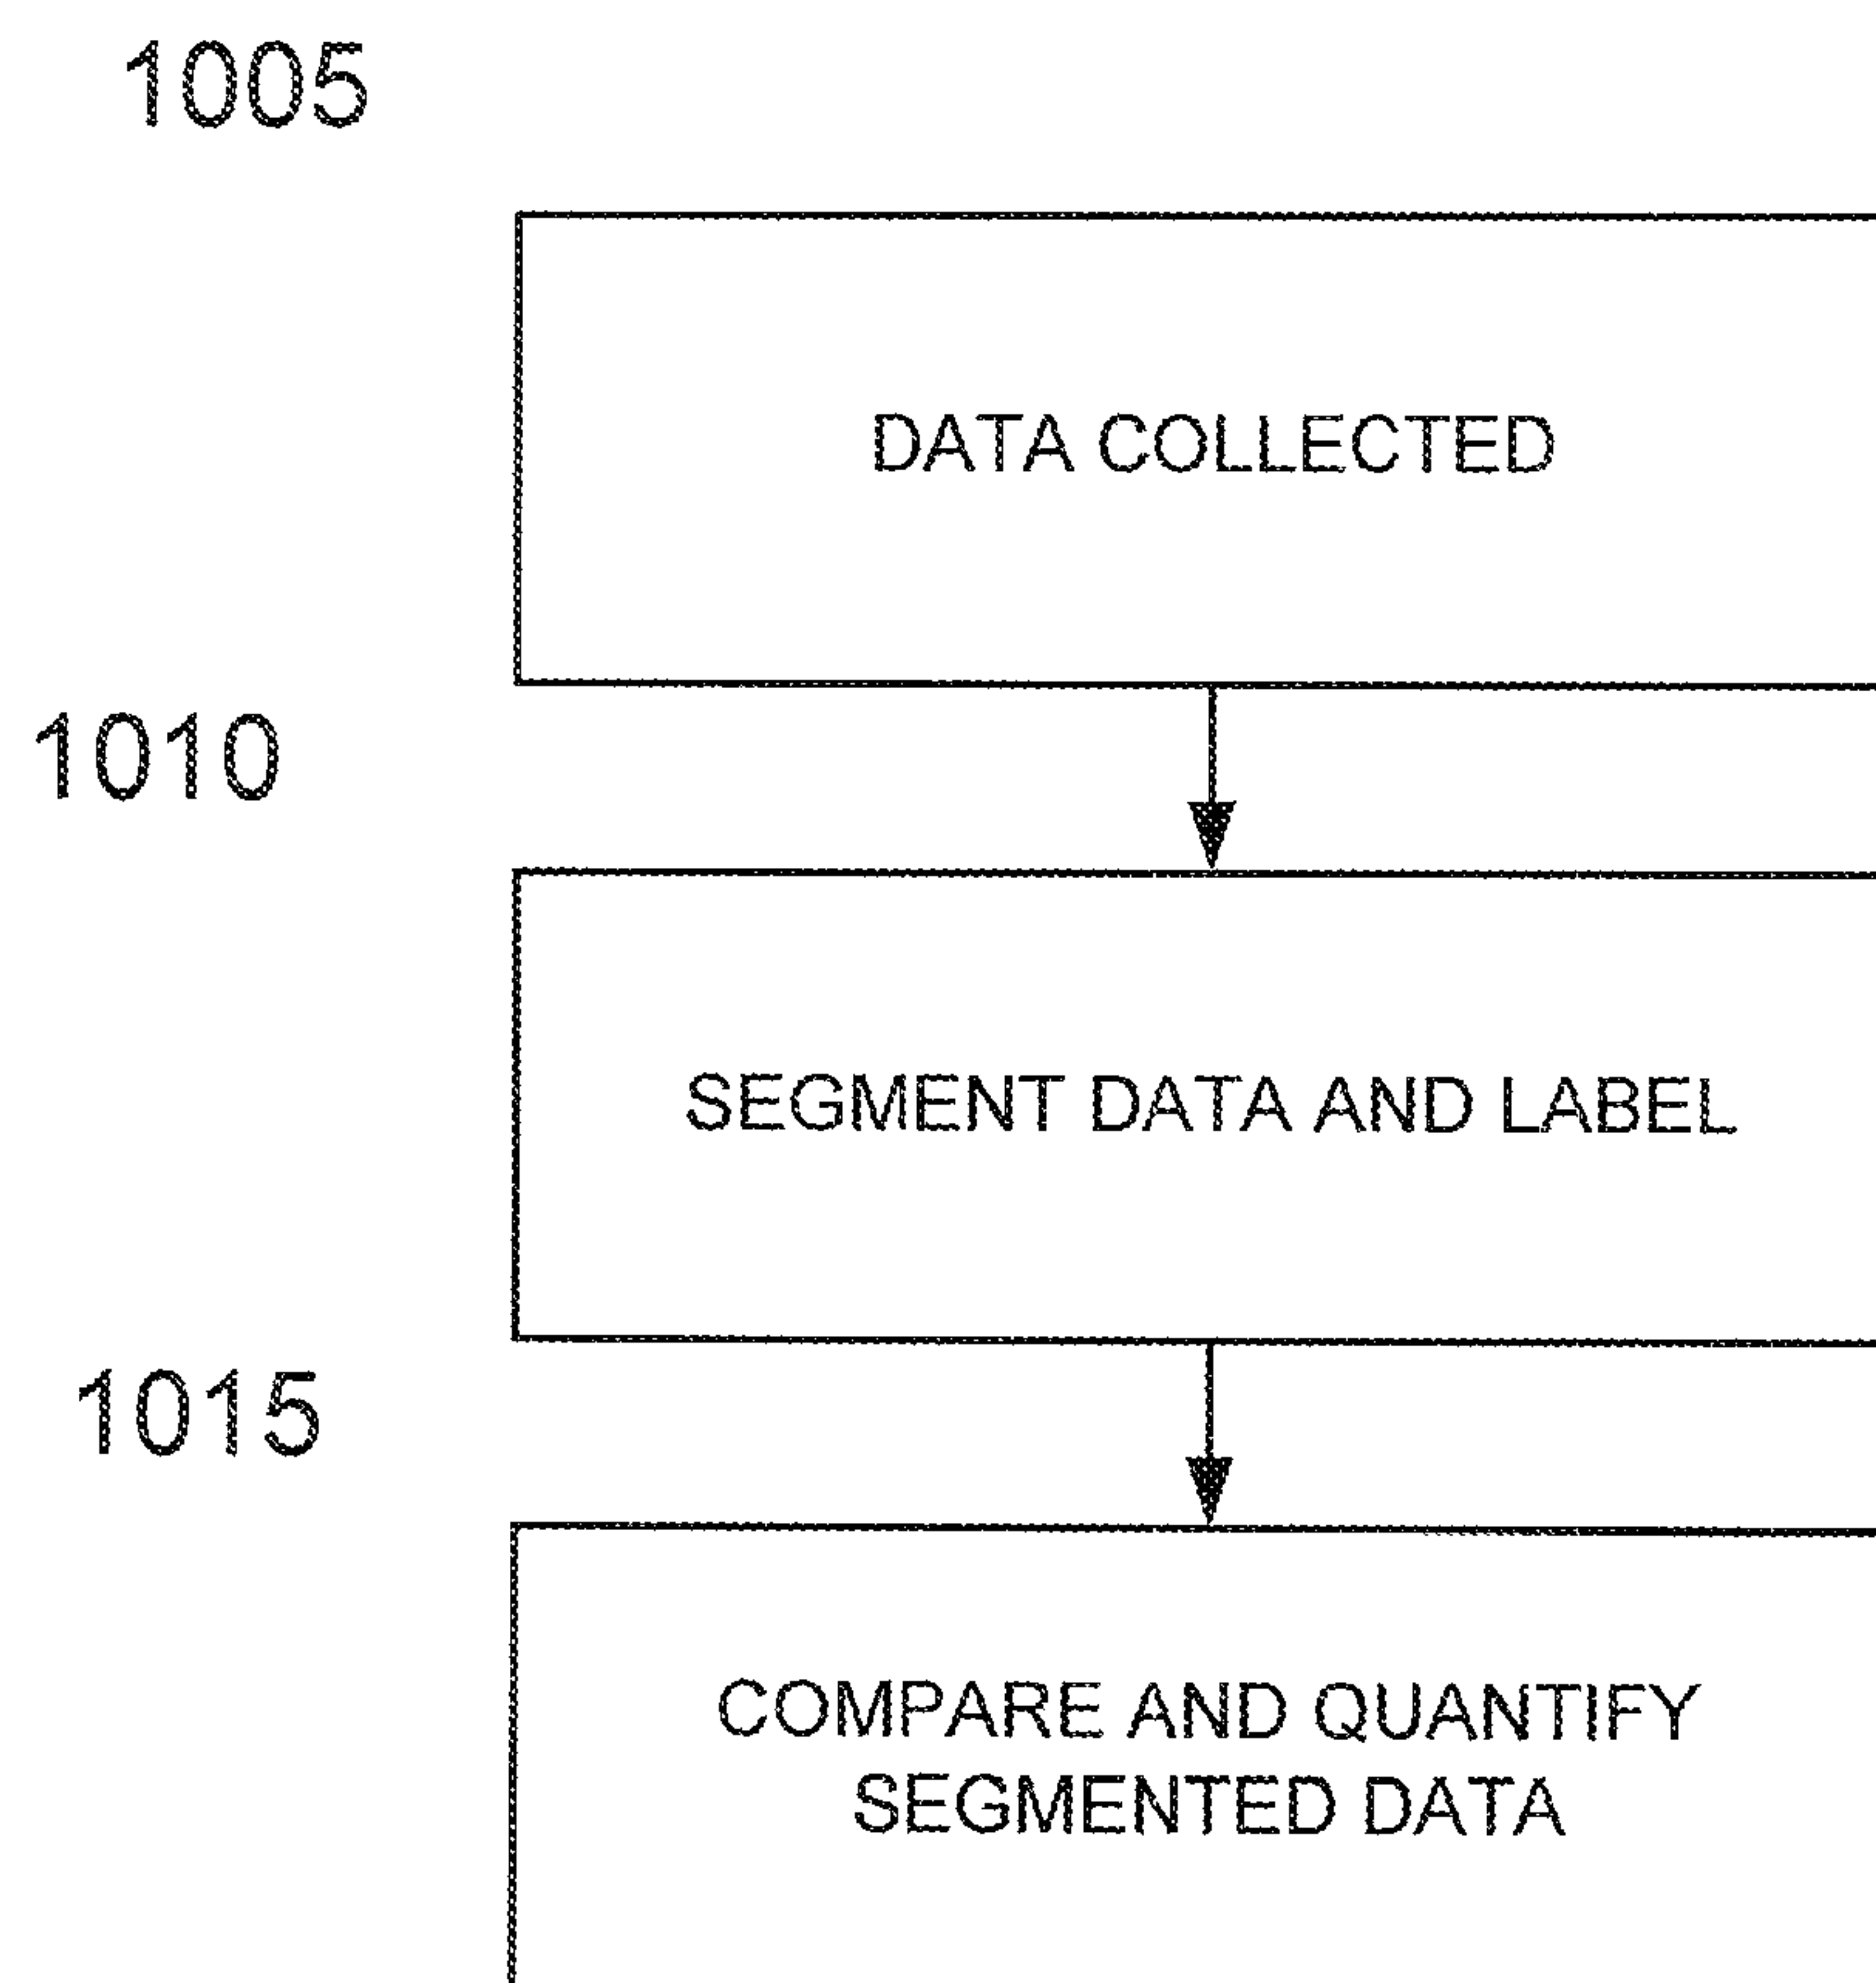 1005
DATA COLLECTED
1010
SEGMENT DATA AND LABEL
1015
COMPARE AND QUANTIFY
SEGMENTED DATA